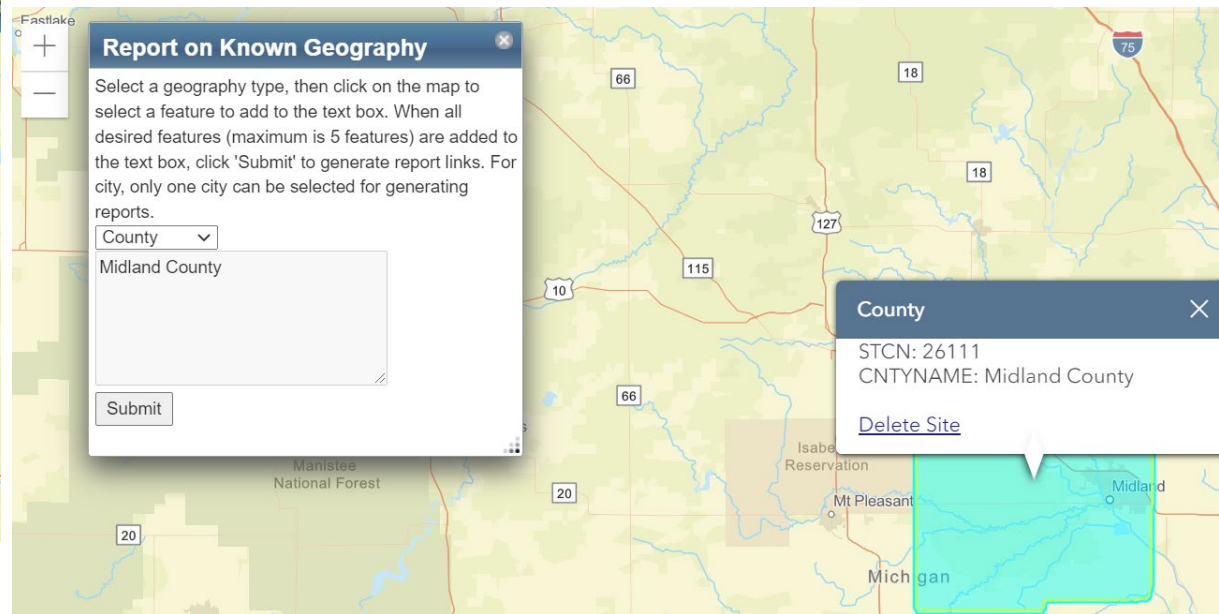 Eastlake
+
Report on Known Geography
Select a geography type, then click on the map to
select a feature to add to the text box. When all
desired features (maximum is 5 features) are added to
the text box, click 'Submit' to generate report links. For
city, only one city can be selected for generating
reports.
County
Midland County
Submit
75
66
18
18
127
115
10
County
STCN: 26111
CNTYNAME: Midland County
Delete Site
66
Manistee
National Forest
20
Mt Pleasant
Midland
20
Michigan